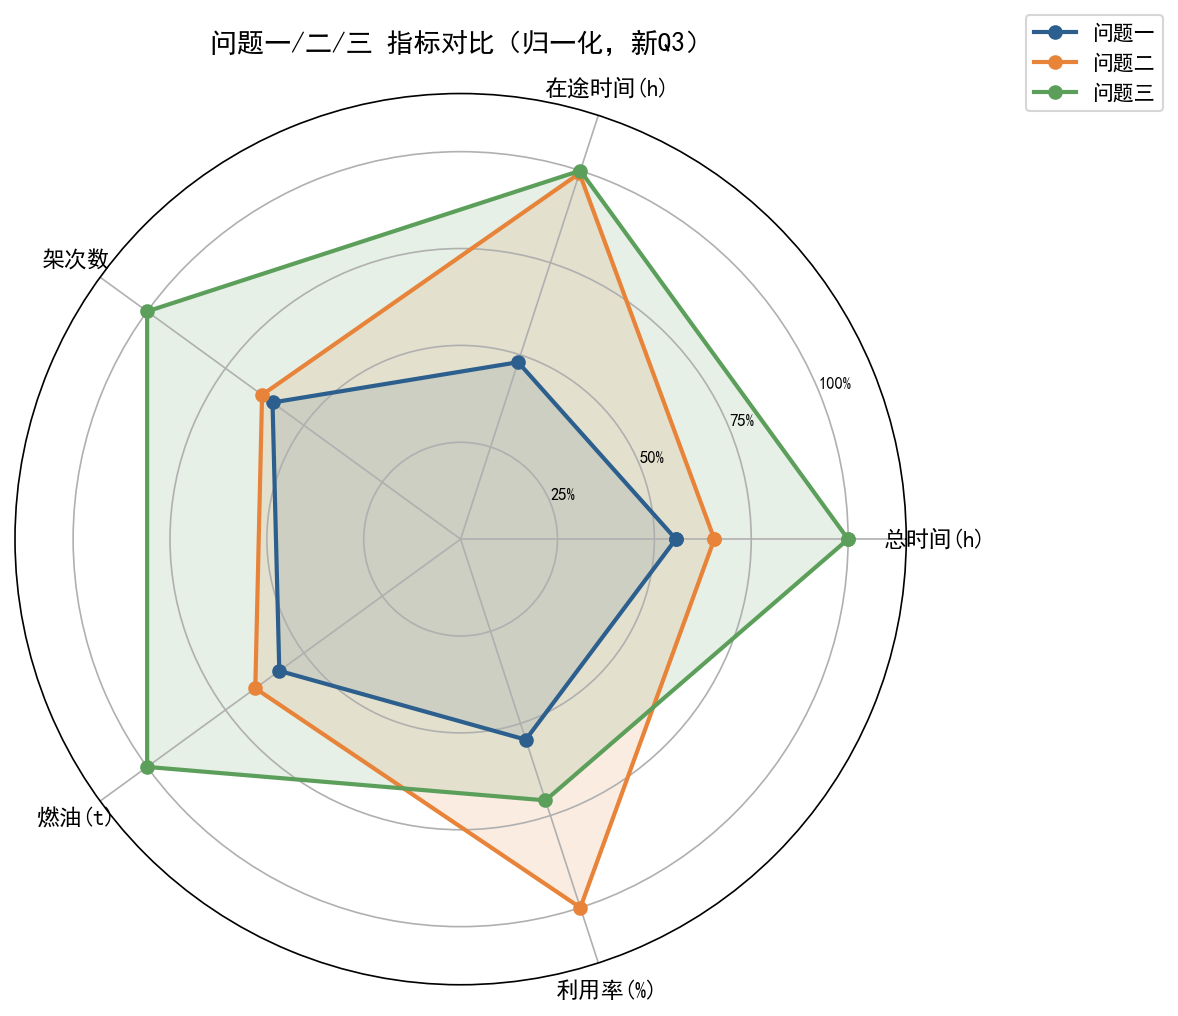 问题一/二/三 指标对比（归一化，新Q3）
问题一
问题二
问题三
在途时间(h)
架次数
100%
75%
50%
25%
总时间(h)
燃油(t)
利用率(%)